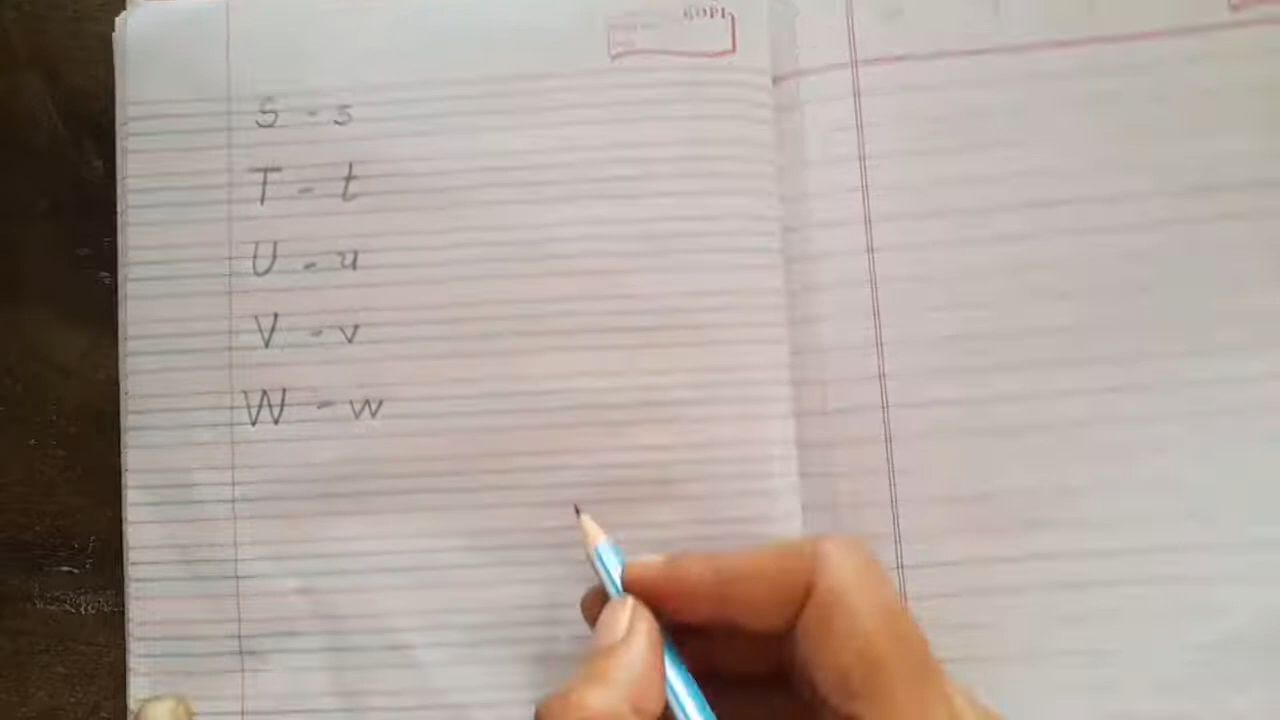 S - s
T - t
U - u
V - v
W - w